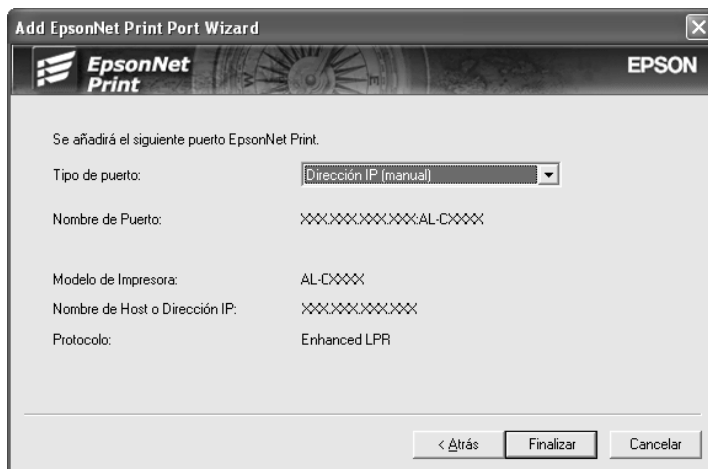 Add EpsonNet Print Port Wizard
EpsonNet
Print
EPSON
Se añadirá el siguiente puerto EpsonNet Print.
Tipo de puerto: Dirección IP (manual)
Nombre de Puerto: XXX.XXX.XXX.XXX:AL-CXXXX
Modelo de Impresora: AL-CXXXX
Nombre de Host o Dirección IP: XXX.XXX.XXX.XXX
Protocolo: Enhanced LPR
< Atrás Finalizar Cancelar